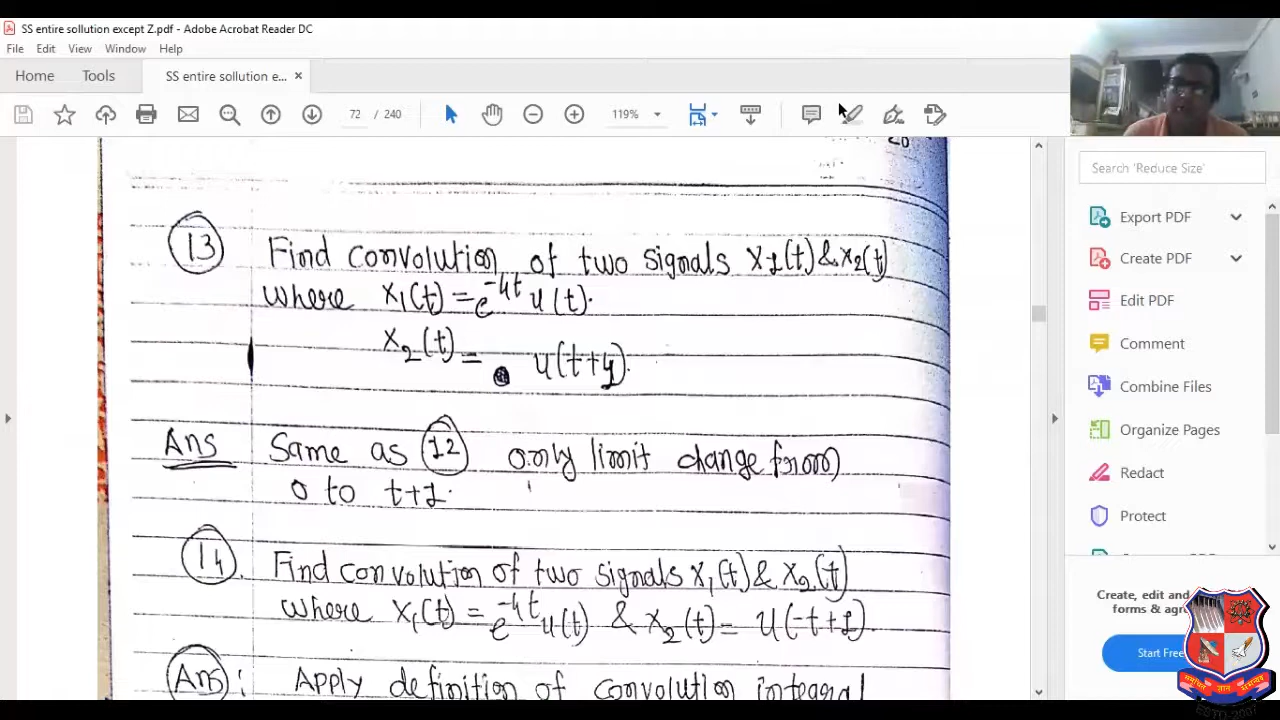 SS entire sollution except Z.pdf - Adobe Acrobat Reader DC
File Edit View Window Help
Home Tools SS entire sollution e... ×
72 / 240 119%
Search 'Reduce Size'
13 Find convolution of two signals x1(t) & x2(t)
where x₁(t) = e^-4t u(t).
x₂(t) =
Ans Same as 12 only limit change from
0 to t+1.
14. Find convolution of two signals x₁(t) & x₂(t)
where x₁(t) = e^-4t u(t) & x₂(t) = u(-t+1).
Ans: Apply definition of convolution integral
Export PDF
Create PDF
Edit PDF
Comment
Combine Files
Organize Pages
Redact
Protect
Create, edit and
forms & agr
Start Free
ESTD-2007